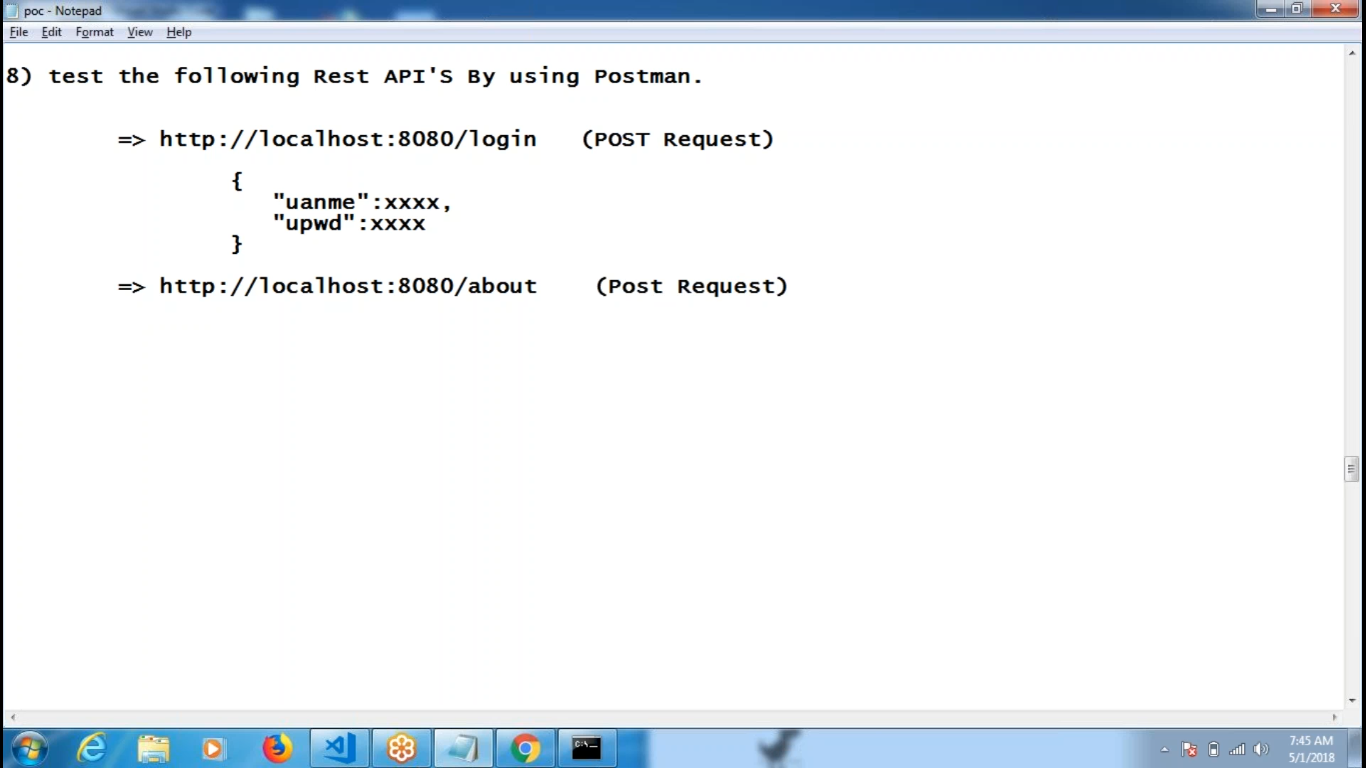 poc - Notepad
File Edit Format View Help
8) test the following Rest API'S By using Postman.
=> http://localhost:8080/login (POST Request)
{
"uanme":xxxx,
"upwd":xxxx
}
=> http://localhost:8080/about (Post Request)
7:45 AM
5/1/2018